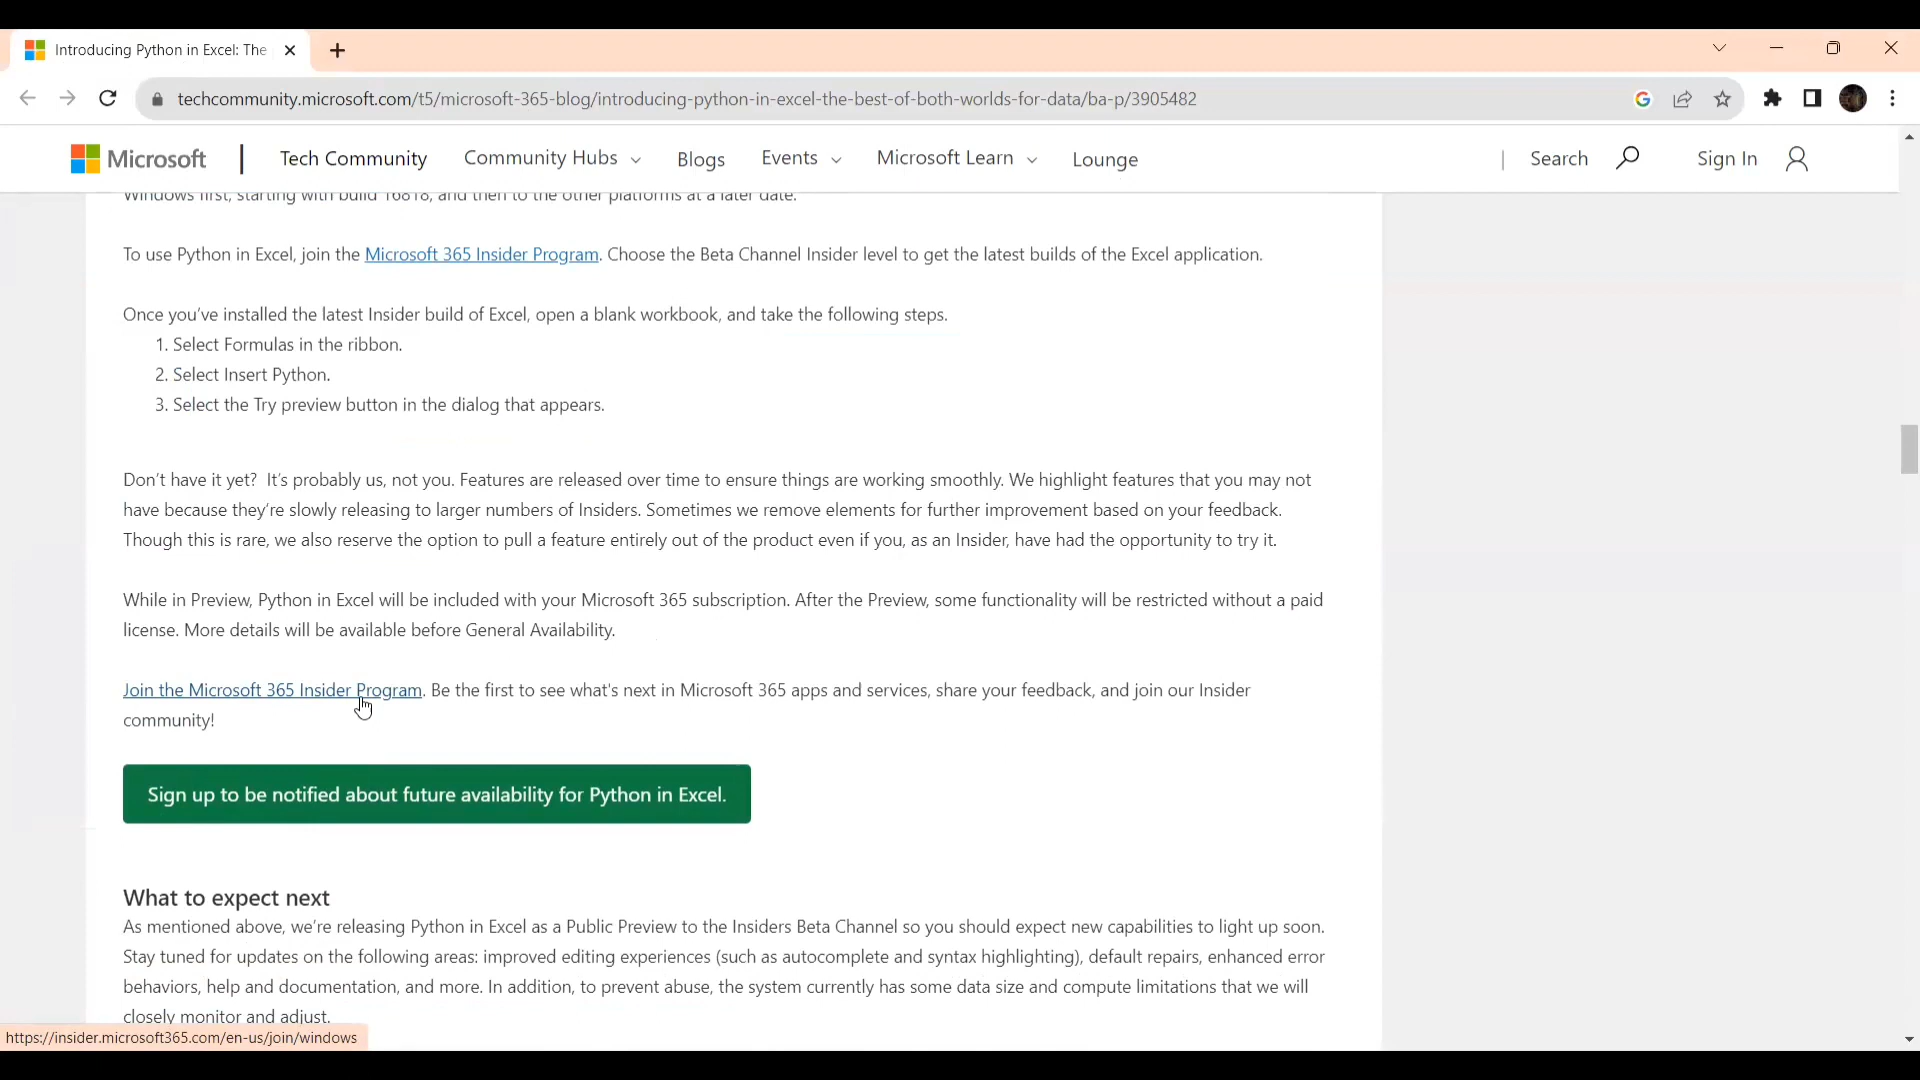 Introducing Python in Excel: The
techcommunity.microsoft.com/t5/microsoft-365-blog/introducing-python-in-excel-the-best-of-both-worlds-for-data/ba-p/3905482
Microsoft | Tech Community Community Hubs Blogs Events Microsoft Learn Lounge | Search Sign In
Windows first, starting with build 16818, and then to the other platforms at a later date.
To use Python in Excel, join the Microsoft 365 Insider Program. Choose the Beta Channel Insider level to get the latest builds of the Excel application.
Once you've installed the latest Insider build of Excel, open a blank workbook, and take the following steps.
1. Select Formulas in the ribbon.
2. Select Insert Python.
3. Select the Try preview button in the dialog that appears.
Don't have it yet? It's probably us, not you. Features are released over time to ensure things are working smoothly. We highlight features that you may not
have because they're slowly releasing to larger numbers of Insiders. Sometimes we remove elements for further improvement based on your feedback.
Though this is rare, we also reserve the option to pull a feature entirely out of the product even if you, as an Insider, have had the opportunity to try it.
While in Preview, Python in Excel will be included with your Microsoft 365 subscription. After the Preview, some functionality will be restricted without a paid
license. More details will be available before General Availability.
Join the Microsoft 365 Insider Program. Be the first to see what's next in Microsoft 365 apps and services, share your feedback, and join our Insider
community!
Sign up to be notified about future availability for Python in Excel.
What to expect next
As mentioned above, we're releasing Python in Excel as a Public Preview to the Insiders Beta Channel so you should expect new capabilities to light up soon.
Stay tuned for updates on the following areas: improved editing experiences (such as autocomplete and syntax highlighting), default repairs, enhanced error
behaviors, help and documentation, and more. In addition, to prevent abuse, the system currently has some data size and compute limitations that we will
closely monitor and adjust.
https://insider.microsoft365.com/en-us/join/windows